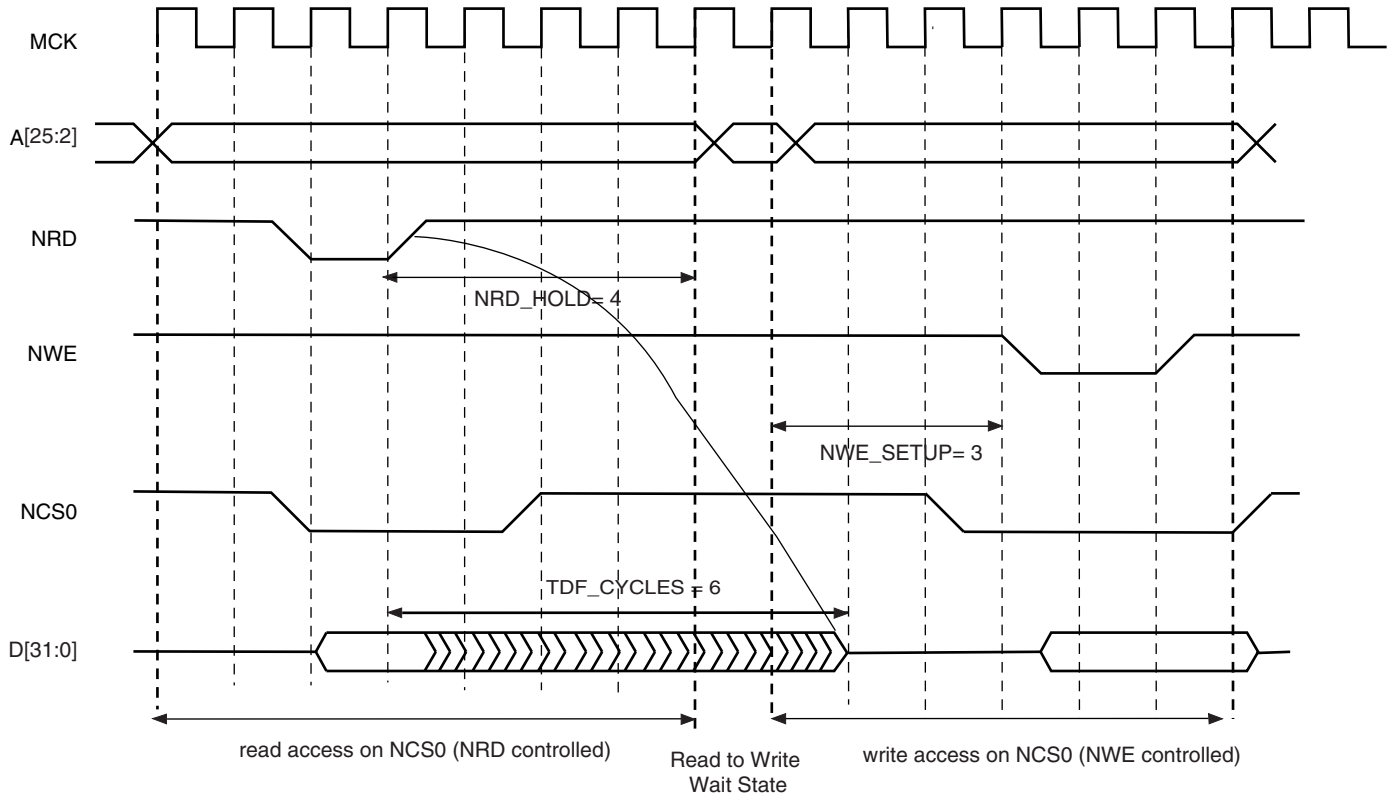 MCK
A[25:2]
NRD
NRD_HOLD= 4
NWE
NWE_SETUP= 3
NCS0
TDF_CYCLES = 6
D[31:0]
read access on NCS0 (NRD controlled)
Read to Write
Wait State
write access on NCS0 (NWE controlled)